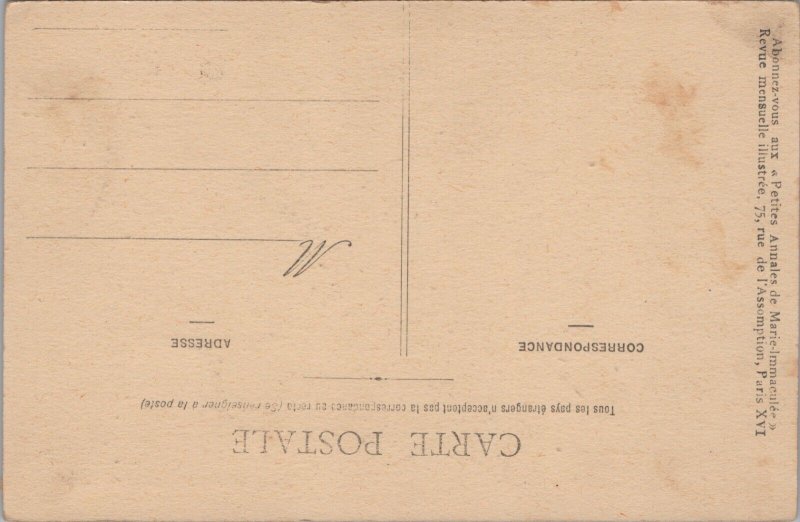 CARTE POSTALE
Tous les pays étrangers n'acceptent pas la correspondance au recto (Se renseigner à la poste)
CORRESPONDANCE
ADRESSE
M
Abonnez-vous aux « Petites Annales de Marie-Immaculée »
Revue mensuelle illustrée, 75, rue de l'Assomption, Paris XVI